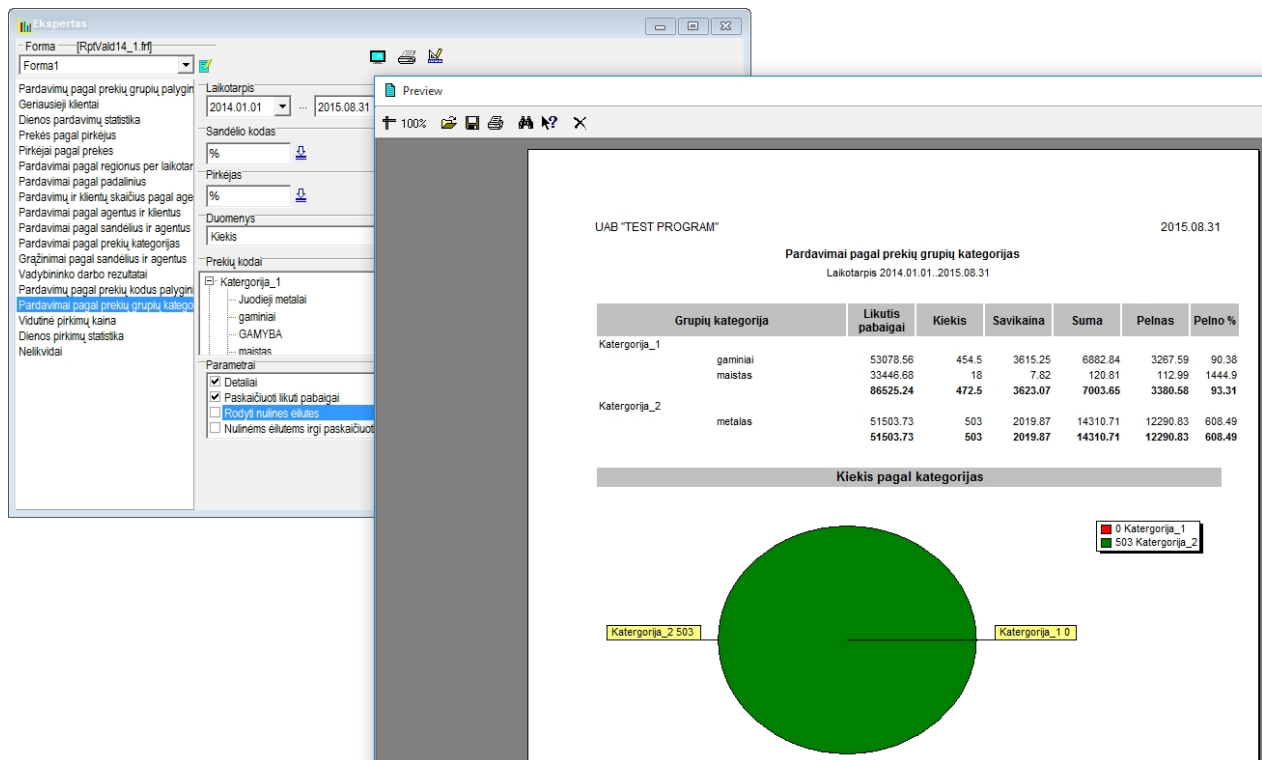 Ekspertas
Forma [RptVald14_1.frf]
Forma1
Pardavimų pagal prekių grupių palygin
Geriausieji klientai
Dienos pardavimų statistika
Prekės pagal pirkėjus
Pirkėjai pagal prekes
Pardavimai pagal regionus per laikotar
Pardavimai pagal padalinius
Pardavimų ir klientų skaičius pagal age
Pardavimai pagal agentus ir klientus
Pardavimai pagal sandėlius ir agentus
Pardavimai pagal prekių kategorijas
Grąžinimai pagal sandėlius ir agentus
Vadybininko darbo rezultatai
Pardavimų pagal prekių kodus palygini
Pardavimai pagal prekių grupių katego
Vidutinė pirkimų kaina
Dienos pirkimų statistika
Nelikvidai
Laikotarpis
2014.01.01 ... 2015.08.31
Sandėlio kodas
%
Pirkėjas
%
Duomenys
Kiekis
Prekių kodai
Katergorija_1
Juodieji metalai
gaminiai
GAMYBA
maistas
Parametrai
Detaliai
Paskaičiuoti likuti pabaigai
Rodyti nulines eilutes
Nulinėms eilutems irgi paskaičiuot
Preview
100%
UAB "TEST PROGRAM" 2015.08.31
Pardavimai pagal prekių grupių kategorijas
Laikotarpis 2014.01.01..2015.08.31
Grupių kategorija Likutis pabaigai Kiekis Savikaina Suma Pelnas Pelno %
Katergorija_1
gaminiai 53078.56 454.5 3615.25 6882.84 3267.59 90.38
maistas 33446.68 18 7.82 120.81 112.99 1444.9
86525.24 472.5 3623.07 7003.65 3380.58 93.31
Katergorija_2
metalas 51503.73 503 2019.87 14310.71 12290.83 608.49
51503.73 503 2019.87 14310.71 12290.83 608.49
Kiekis pagal kategorijas
0 Katergorija_1
503 Katergorija_2
Katergorija_2 503
Katergorija_1 0